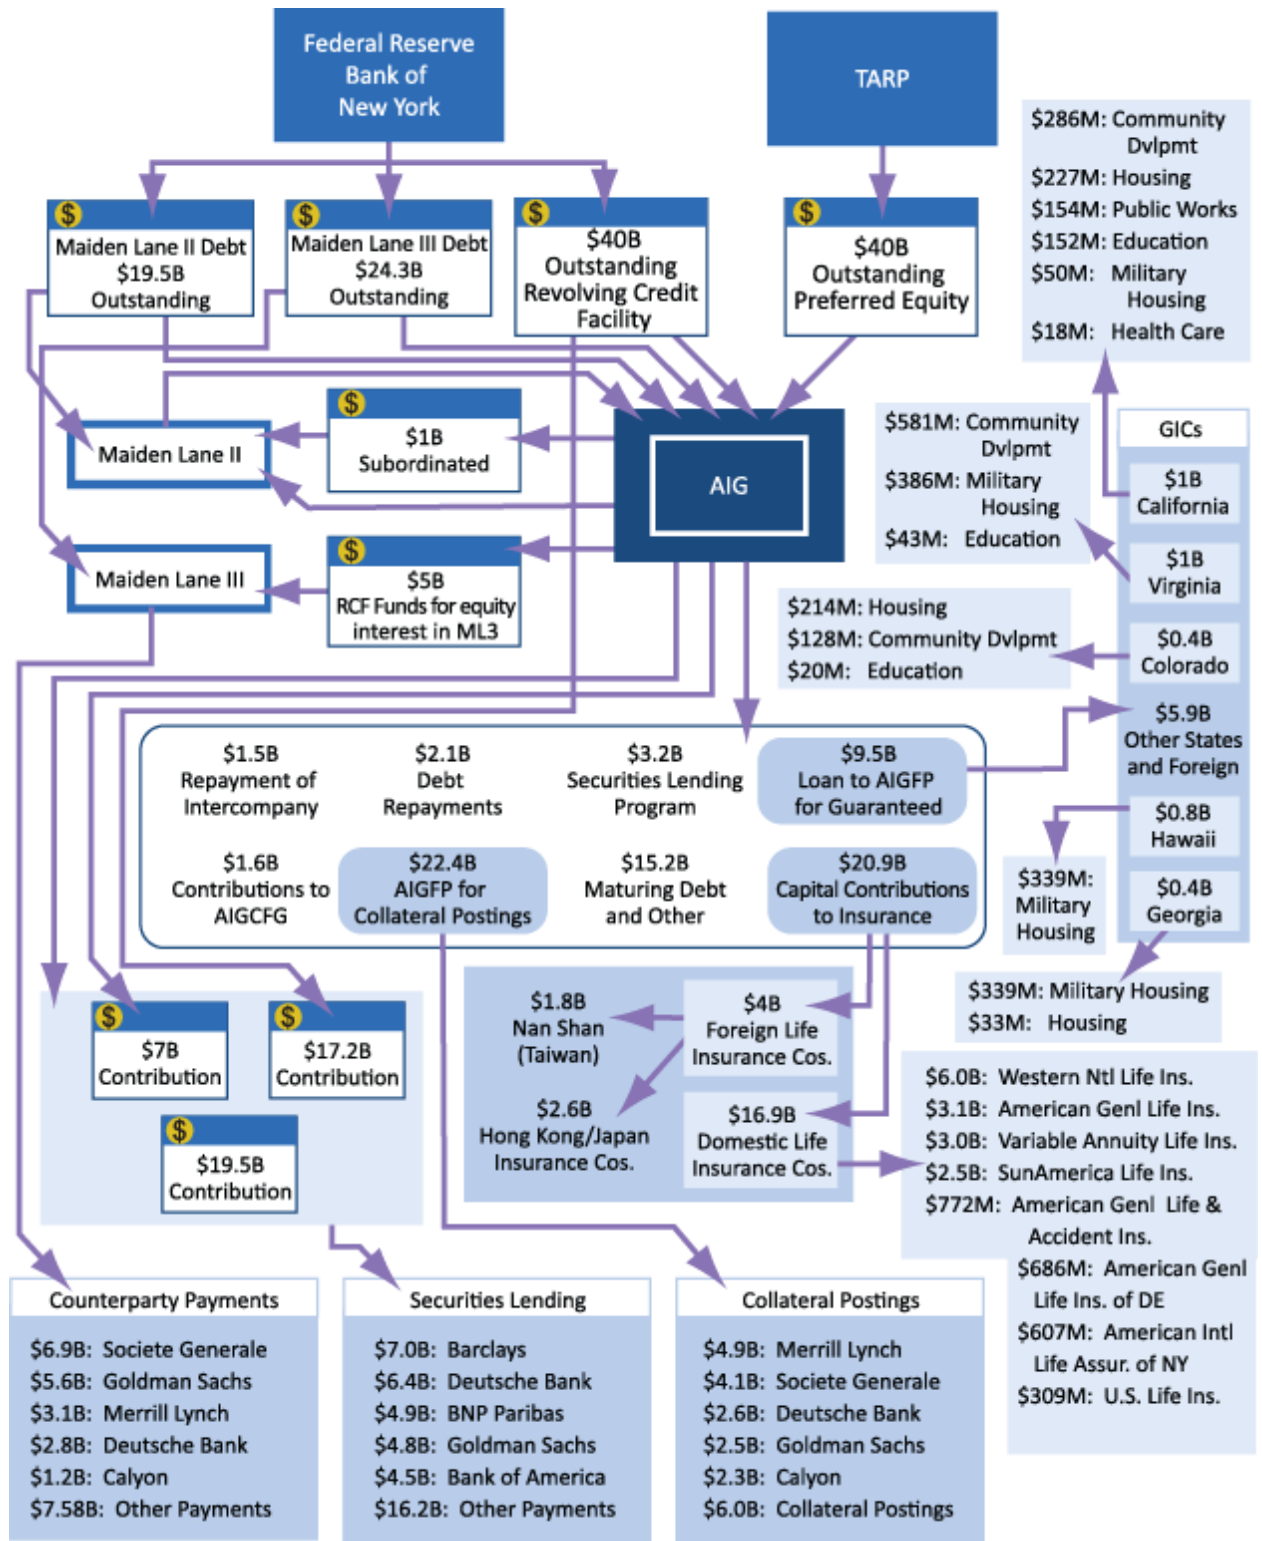 Federal Reserve
Bank of
New York
TARP
$286M: Community
Dvlpmt
$227M: Housing
$154M: Public Works
$152M: Education
$50M: Military
Housing
$18M: Health Care
$
Maiden Lane II Debt
$19.5B
Outstanding
$
Maiden Lane III Debt
$24.3B
Outstanding
$
$40B
Outstanding
Revolving Credit
Facility
$
$40B
Outstanding
Preferred Equity
Maiden Lane II
$
$1B
Subordinated
AIG
Maiden Lane III
$
$5B
RCF Funds for equity
interest in ML3
$581M: Community
Dvlpmt
$386M: Military
Housing
$43M: Education
GICs
$1B
California
$1B
Virginia
$214M: Housing
$128M: Community Dvlpmt
$20M: Education
$0.4B
Colorado
$5.9B
Other States
and Foreign
$0.8B
Hawaii
$0.4B
Georgia
$339M:
Military
Housing
$339M: Military Housing
$33M: Housing
$1.5B
Repayment of
Intercompany
$2.1B
Debt
Repayments
$3.2B
Securities Lending
Program
$9.5B
Loan to AIGFP
for Guaranteed
$1.6B
Contributions to
AIGCFG
$22.4B
AIGFP for
Collateral Postings
$15.2B
Maturing Debt
and Other
$20.9B
Capital Contributions
to Insurance
$
$7B
Contribution
$
$17.2B
Contribution
$
$19.5B
Contribution
$1.8B
Nan Shan
(Taiwan)
$4B
Foreign Life
Insurance Cos.
$2.6B
Hong Kong/Japan
Insurance Cos.
$16.9B
Domestic Life
Insurance Cos.
$6.0B: Western Ntl Life Ins.
$3.1B: American Genl Life Ins.
$3.0B: Variable Annuity Life Ins.
$2.5B: SunAmerica Life Ins.
$772M: American Genl Life &
Accident Ins.
$686M: American Genl
Life Ins. of DE
$607M: American Intl
Life Assur. of NY
$309M: U.S. Life Ins.
Counterparty Payments
$6.9B: Societe Generale
$5.6B: Goldman Sachs
$3.1B: Merrill Lynch
$2.8B: Deutsche Bank
$1.2B: Calyon
$7.58B: Other Payments
Securities Lending
$7.0B: Barclays
$6.4B: Deutsche Bank
$4.9B: BNP Paribas
$4.8B: Goldman Sachs
$4.5B: Bank of America
$16.2B: Other Payments
Collateral Postings
$4.9B: Merrill Lynch
$4.1B: Societe Generale
$2.6B: Deutsche Bank
$2.5B: Goldman Sachs
$2.3B: Calyon
$6.0B: Collateral Postings